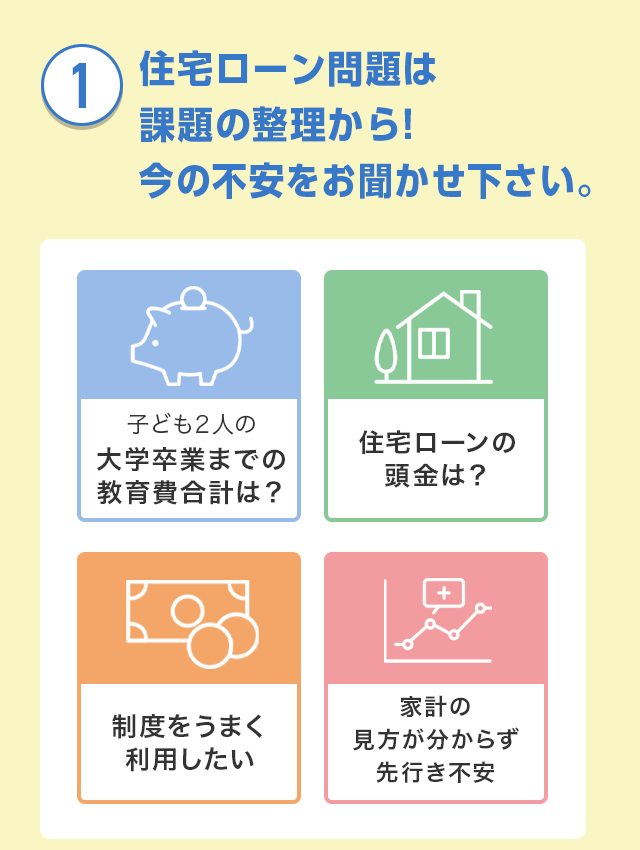 1
住宅ローン問題は
課題の整理から!
今の不安をお聞かせ下さい。
子ども2人の
大学卒業までの
教育費合計は？
住宅ローンの
頭金は？
制度をうまく
利用したい
家計の
見方が分からず
先行き不安